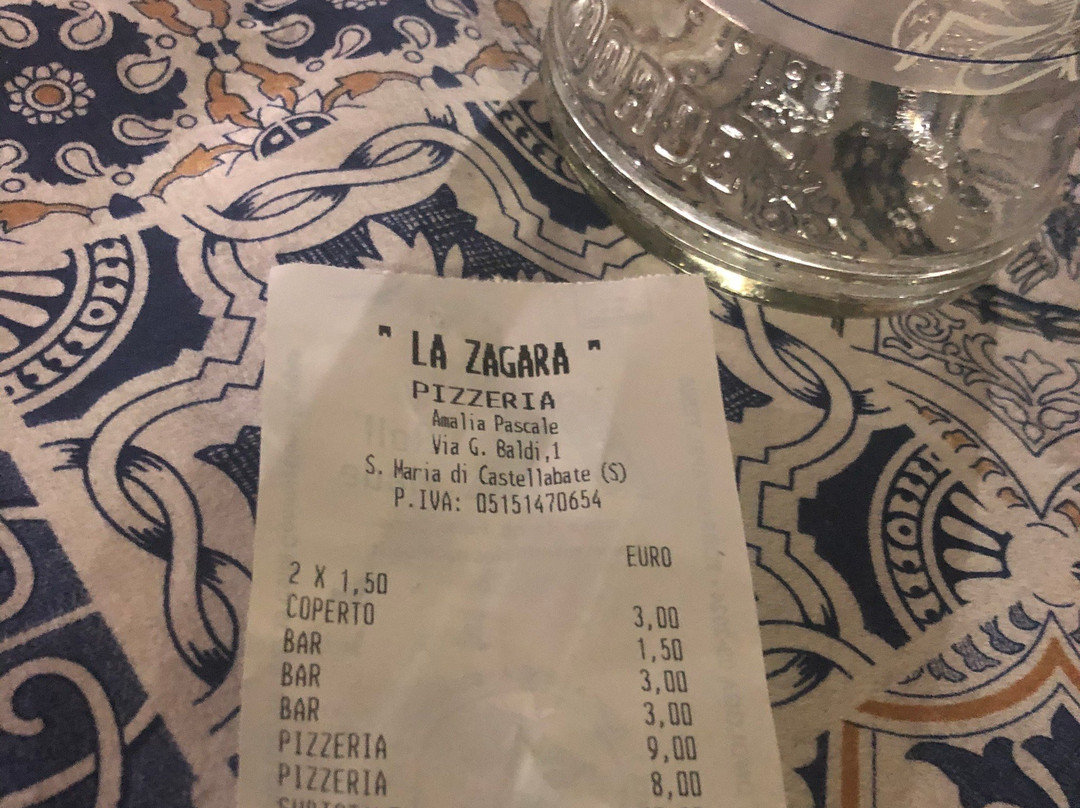 " LA ZAGARA "
PIZZERIA
Amalia Pascale
Via G. Baldi,1
S. Maria di Castellabate (S)
P.IVA: 05151470654
EURO
2 X 1,50
COPERTO 3,00
BAR 1,50
BAR 3,00
BAR 3,00
PIZZERIA 9,00
PIZZERIA 8,00